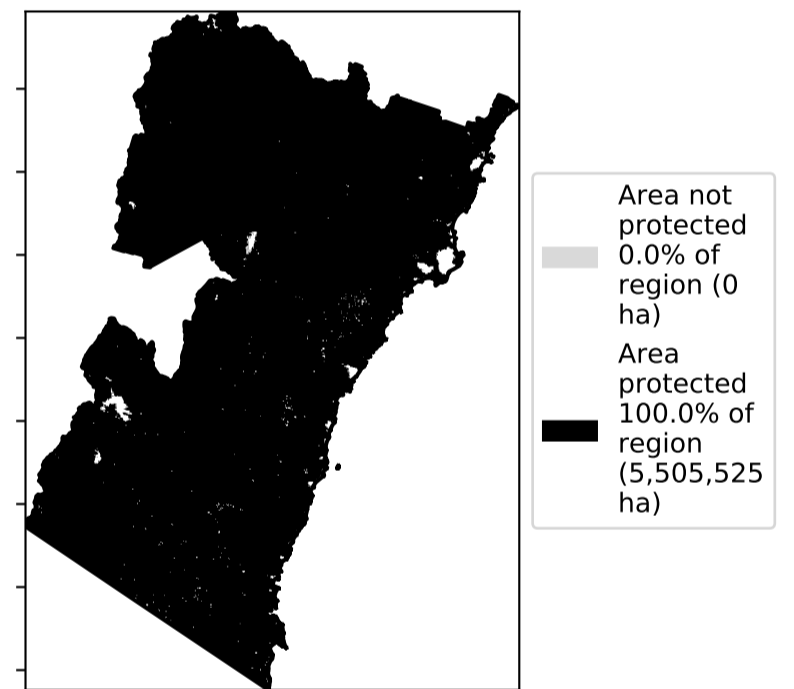 Area not
protected
0.0% of
region (0
ha)
Area
protected
100.0% of
region
(5,505,525
ha)